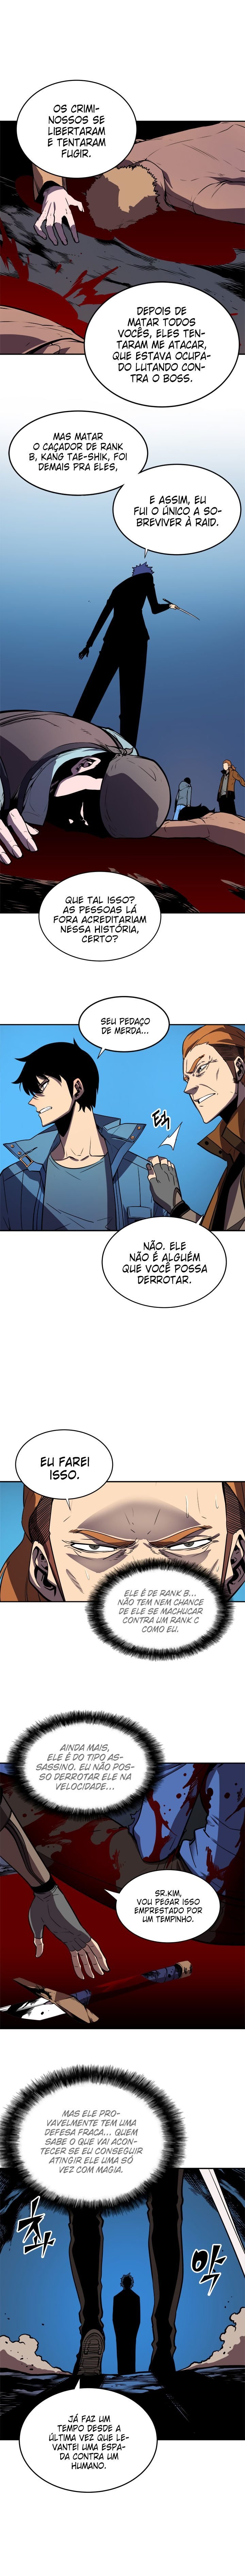 OS CRIMI-
NOSSOS SE
LIBERTARAM
E TENTARAM
FUGIR.
DEPOIS DE
MATAR TODOS
VOCÊS, ELES TEN-
TARAM ME ATACAR,
QUE ESTAVA OCUPA-
DO LUTANDO CON-
TRA O BOSS.
MAS MATAR
O CAÇADOR DE RANK
B, KANG TAE-SHIK, FOI
DEMAIS PRA ELES,
E ASSIM, EU
FUI O ÚNICO A SO-
BREVIVER À RAID.
QUE TAL ISSO?
AS PESSOAS LÁ
FORA ACREDITARIAM
NESSA HISTÓRIA,
CERTO?
SEU PEDAÇO
DE MERDA...
턱
NÃO. ELE
NÃO É ALGUÉM
QUE VOCÊ POSSA
DERROTAR.
EU FAREI
ISSO.
ELE É DE RANK B...
NÃO TEM NEM CHANCE
DE ELE SE MACHUCAR
CONTRA UM RANK C
COMO EU.
AINDA MAIS,
ELE É DO TIPO AS-
SASSINO. EU NÃO POS-
SO DERROTAR ELE NA
VELOCIDADE...
SR.KIM,
VOU PEGAR ISSO
EMPRESTADO POR
UM TEMPINHO.
MAS ELE PRO-
VAVELMENTE TEM UMA
DEFESA FRACA... QUEM
SABE O QUE VAI ACON-
TECER SE EU CONSEGUIR
ATINGIR ELE UMA SÓ
VEZ COM MAGIA.
JÁ FAZ UM
TEMPO DESDE A
ÚLTIMA VEZ QUE LE-
VANTEI UMA ESPA-
DA CONTRA UM
HUMANO.